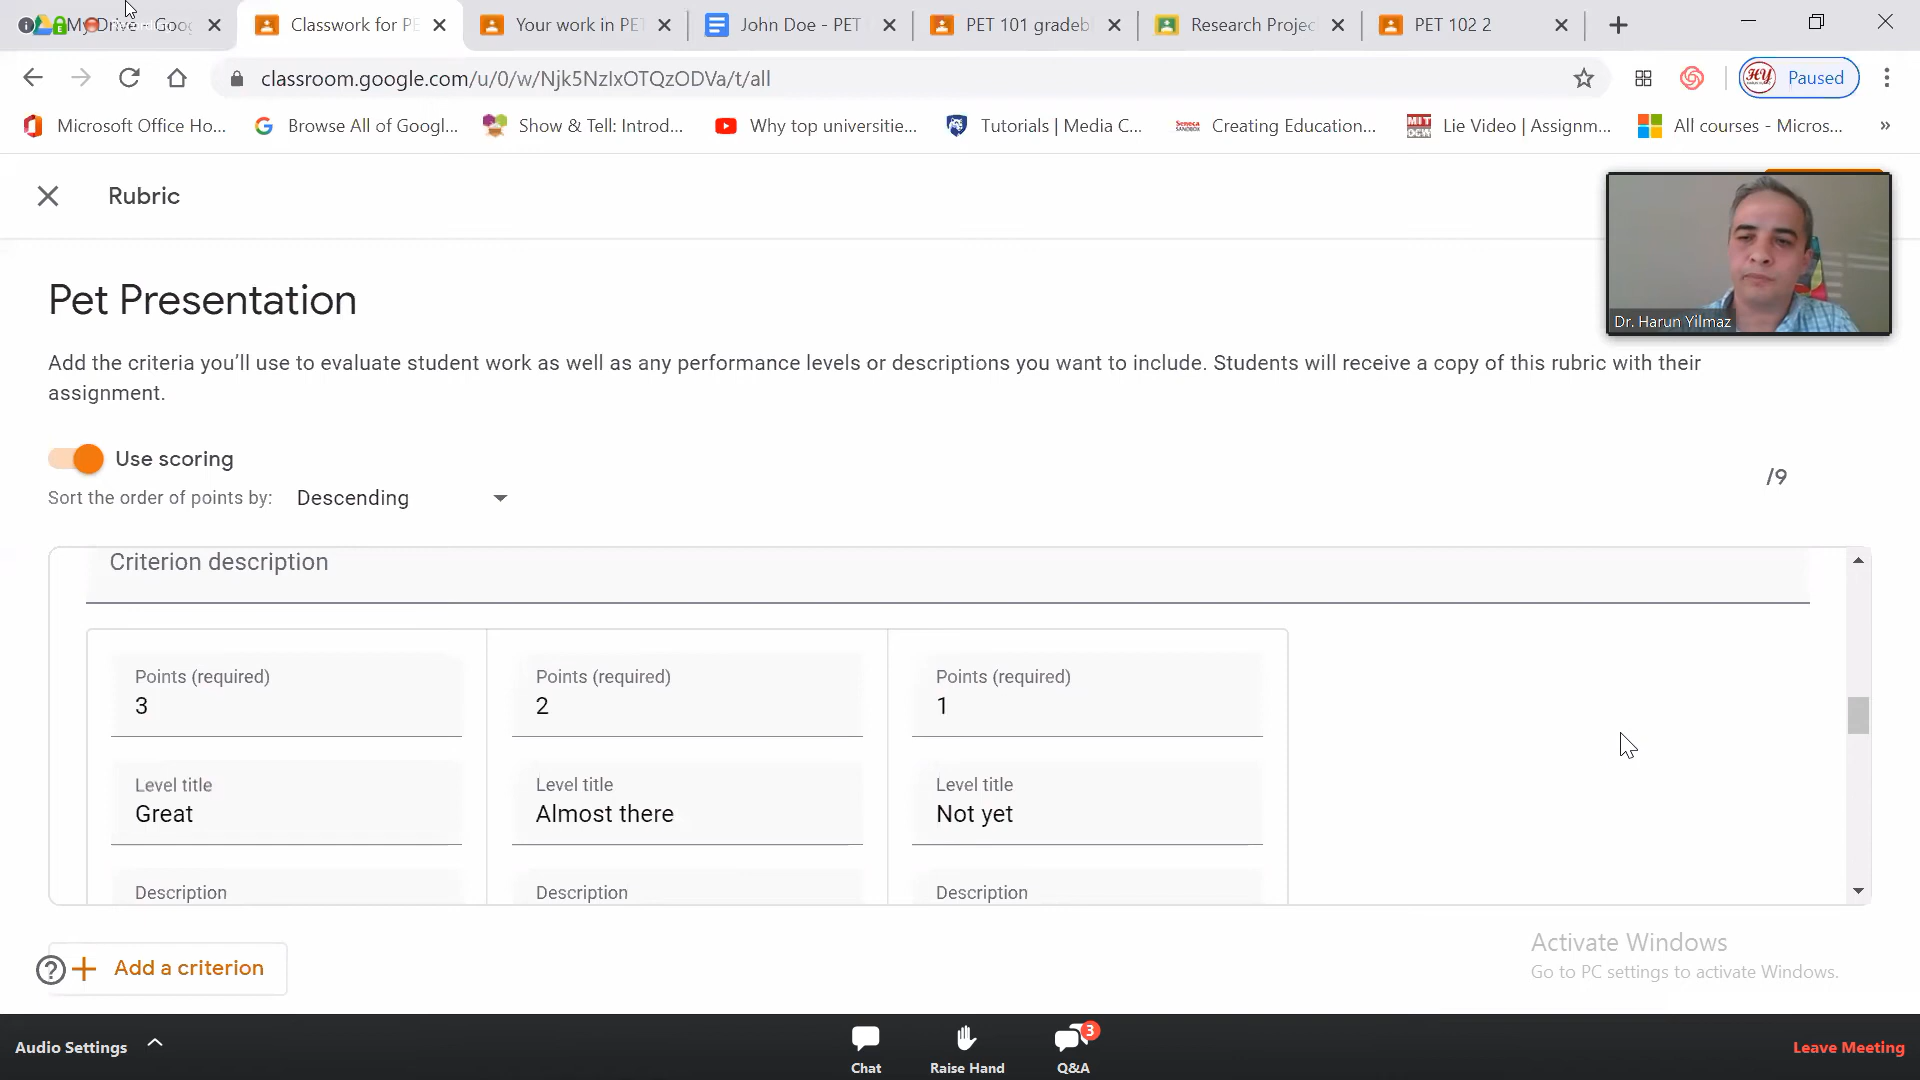 My Drive - Goog
Classwork for PE
Your work in PET
John Doe - PET
PET 101 gradeb
Research Projec
PET 102 2
classroom.google.com/u/0/w/Njk5NzIxOTQzODVa/t/all
Paused
Microsoft Office Ho...
Browse All of Googl...
Show & Tell: Introd...
Why top universitie...
Tutorials | Media C...
Creating Education...
Lie Video | Assignm...
All courses - Micros...
»
Rubric
Dr. Harun Yilmaz
Pet Presentation
Add the criteria you’ll use to evaluate student work as well as any performance levels or descriptions you want to include. Students will receive a copy of this rubric with their
assignment.
Use scoring
/9
Sort the order of points by: Descending
Criterion description
Points (required) Points (required) Points (required)
3 2 1
Level title Level title Level title
Great Almost there Not yet
Description Description Description
Add a criterion
Activate Windows
Go to PC settings to activate Windows.
Audio Settings
Chat
Raise Hand
3
Q&A
Leave Meeting